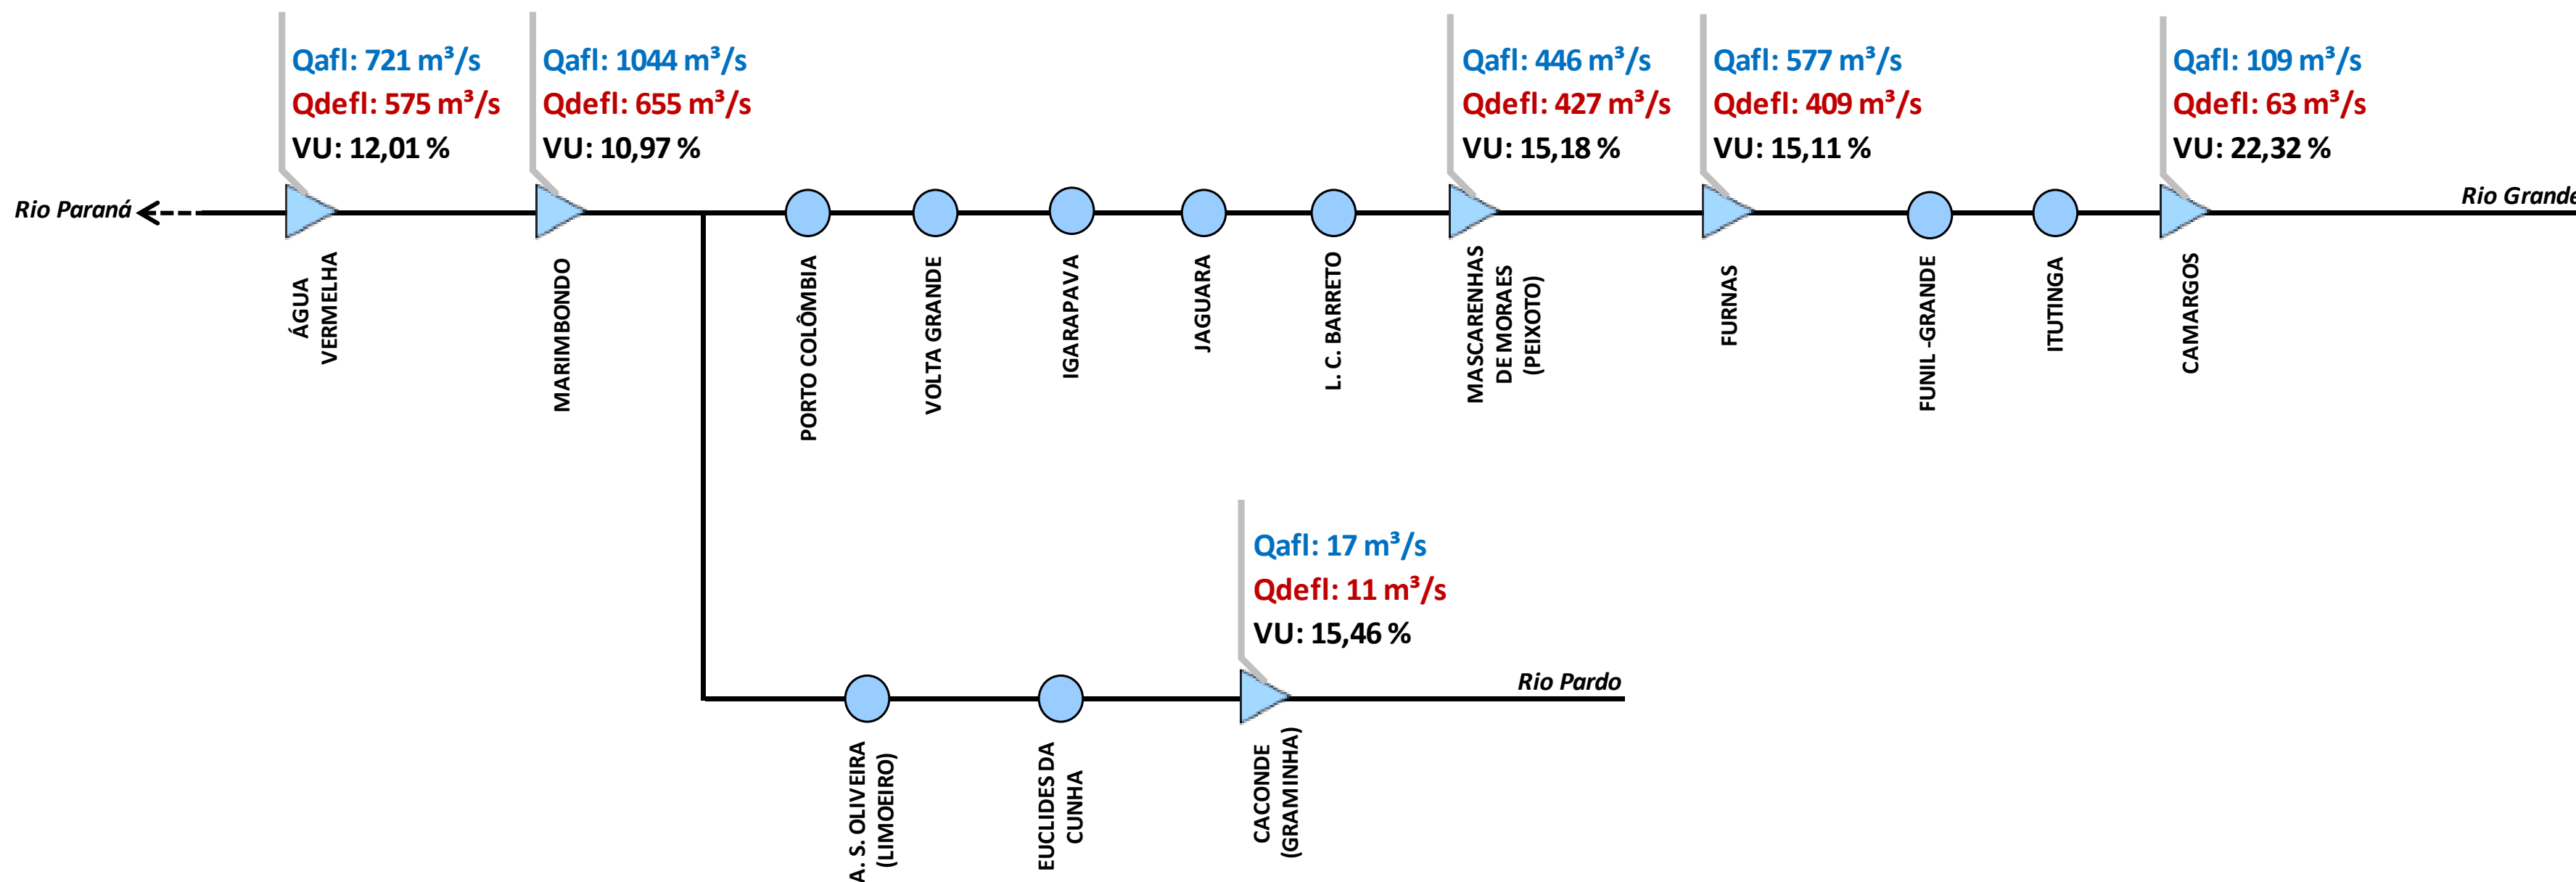 Qafl: 721 m³/s
Qdefl: 575 m³/s
VU: 12,01 %
Qafl: 1044 m³/s
Qdefl: 655 m³/s
VU: 10,97 %
Qafl: 446 m³/s
Qdefl: 427 m³/s
VU: 15,18 %
Qafl: 577 m³/s
Qdefl: 409 m³/s
VU: 15,11 %
Qafl: 109 m³/s
Qdefl: 63 m³/s
VU: 22,32 %
Rio Paraná
Rio Grande
ÁGUA
VERMELHA
MARIMBONDO
PORTO COLÔMBIA
VOLTA GRANDE
IGARAPAVA
JAGUARA
L. C. BARRETO
MASCARENHAS
DE MORAES
(PEIXOTO)
FURNAS
FUNIL -GRANDE
ITUTINGA
CAMARGOS
Qafl: 17 m³/s
Qdefl: 11 m³/s
VU: 15,46 %
Rio Pardo
A. S. OLIVEIRA
(LIMOEIRO)
EUCLIDES DA
CUNHA
CACONDE
(GRAMINHA)